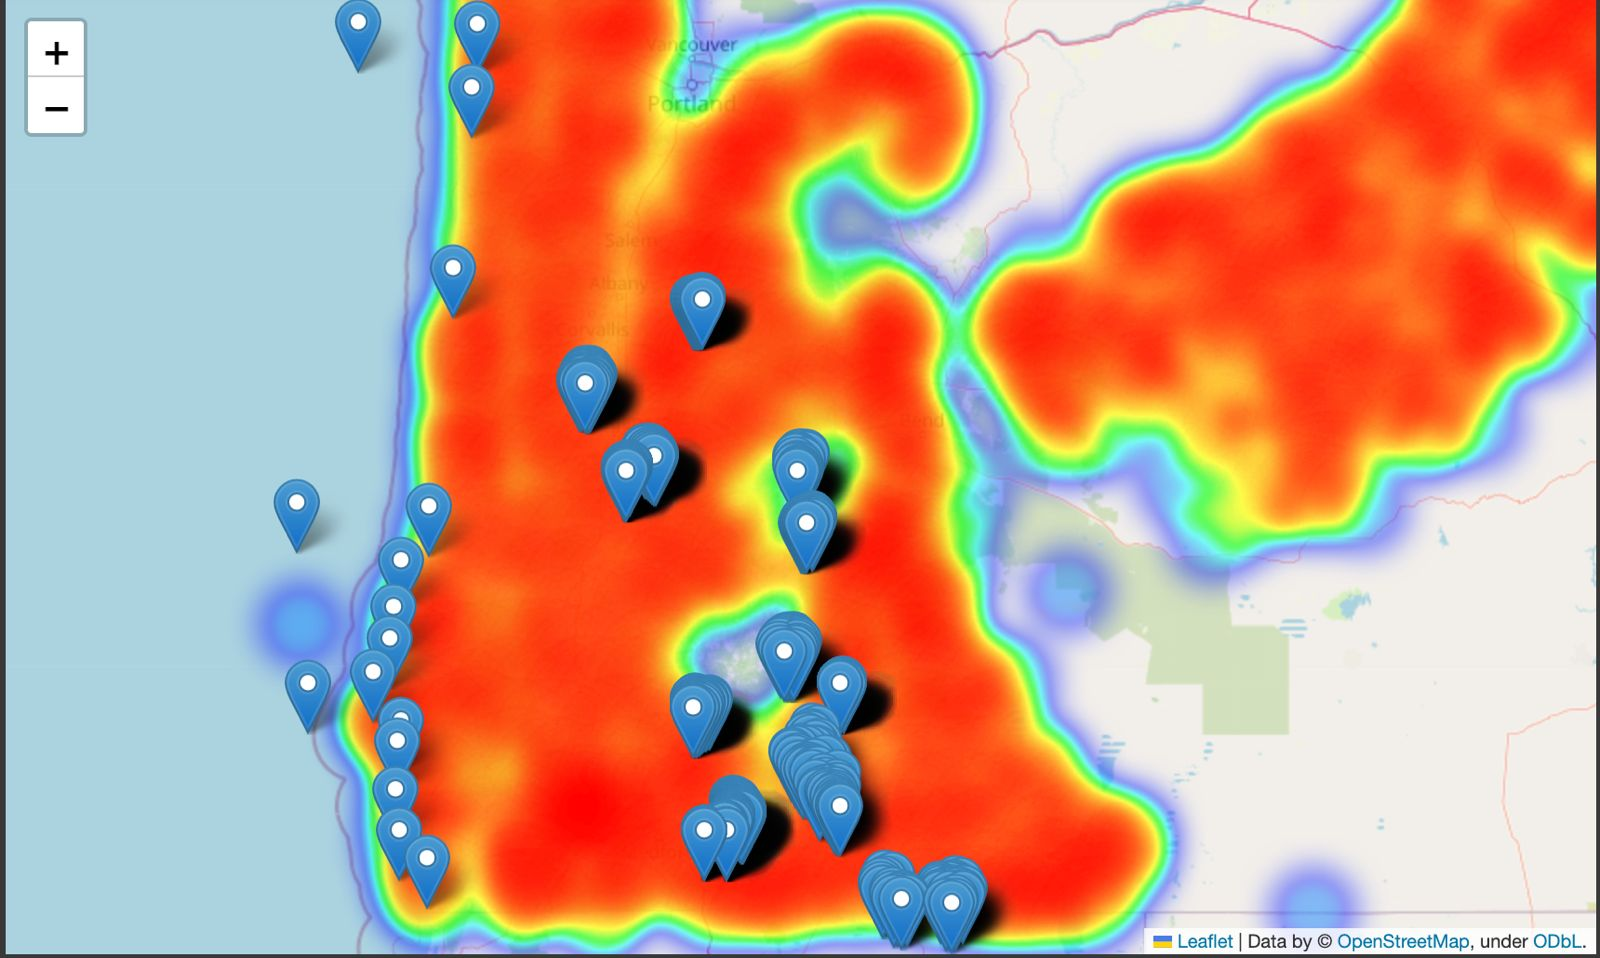 +
−
Vancouver
Portland
Salem
Albany
Corvallis
Bend
Leaflet | Data by © OpenStreetMap, under ODbL.